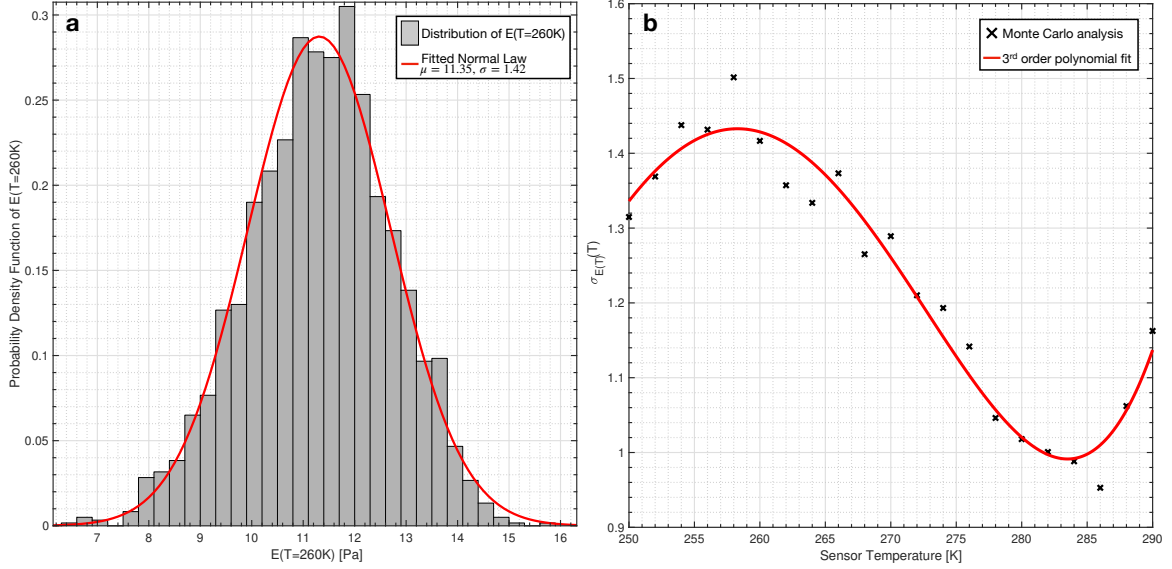 a
Distribution of E(T=260K)
Fitted Normal Law
μ = 11.35, σ = 1.42
Probability Density Function of E(T=260K)
0.3
0.25
0.2
0.15
0.1
0.05
0
7 8 9 10 11 12 13 14 15 16
E(T=260K) [Pa]
b
Monte Carlo analysis
3rd order polynomial fit
σE(T)(T)
1.6
1.5
1.4
1.3
1.2
1.1
1
0.9
250 255 260 265 270 275 280 285 290
Sensor Temperature [K]